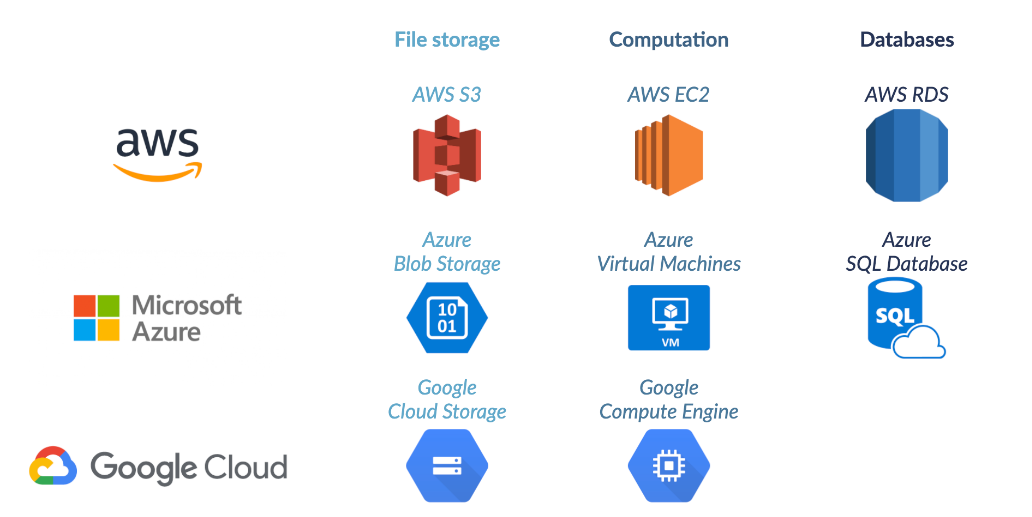 File storage Computation Databases
AWS S3 AWS EC2 AWS RDS
aws
Azure Azure Azure
Blob Storage Virtual Machines SQL Database
Microsoft
Azure
10
01
VM
SQL
Google Google
Cloud Storage Compute Engine
Google Cloud